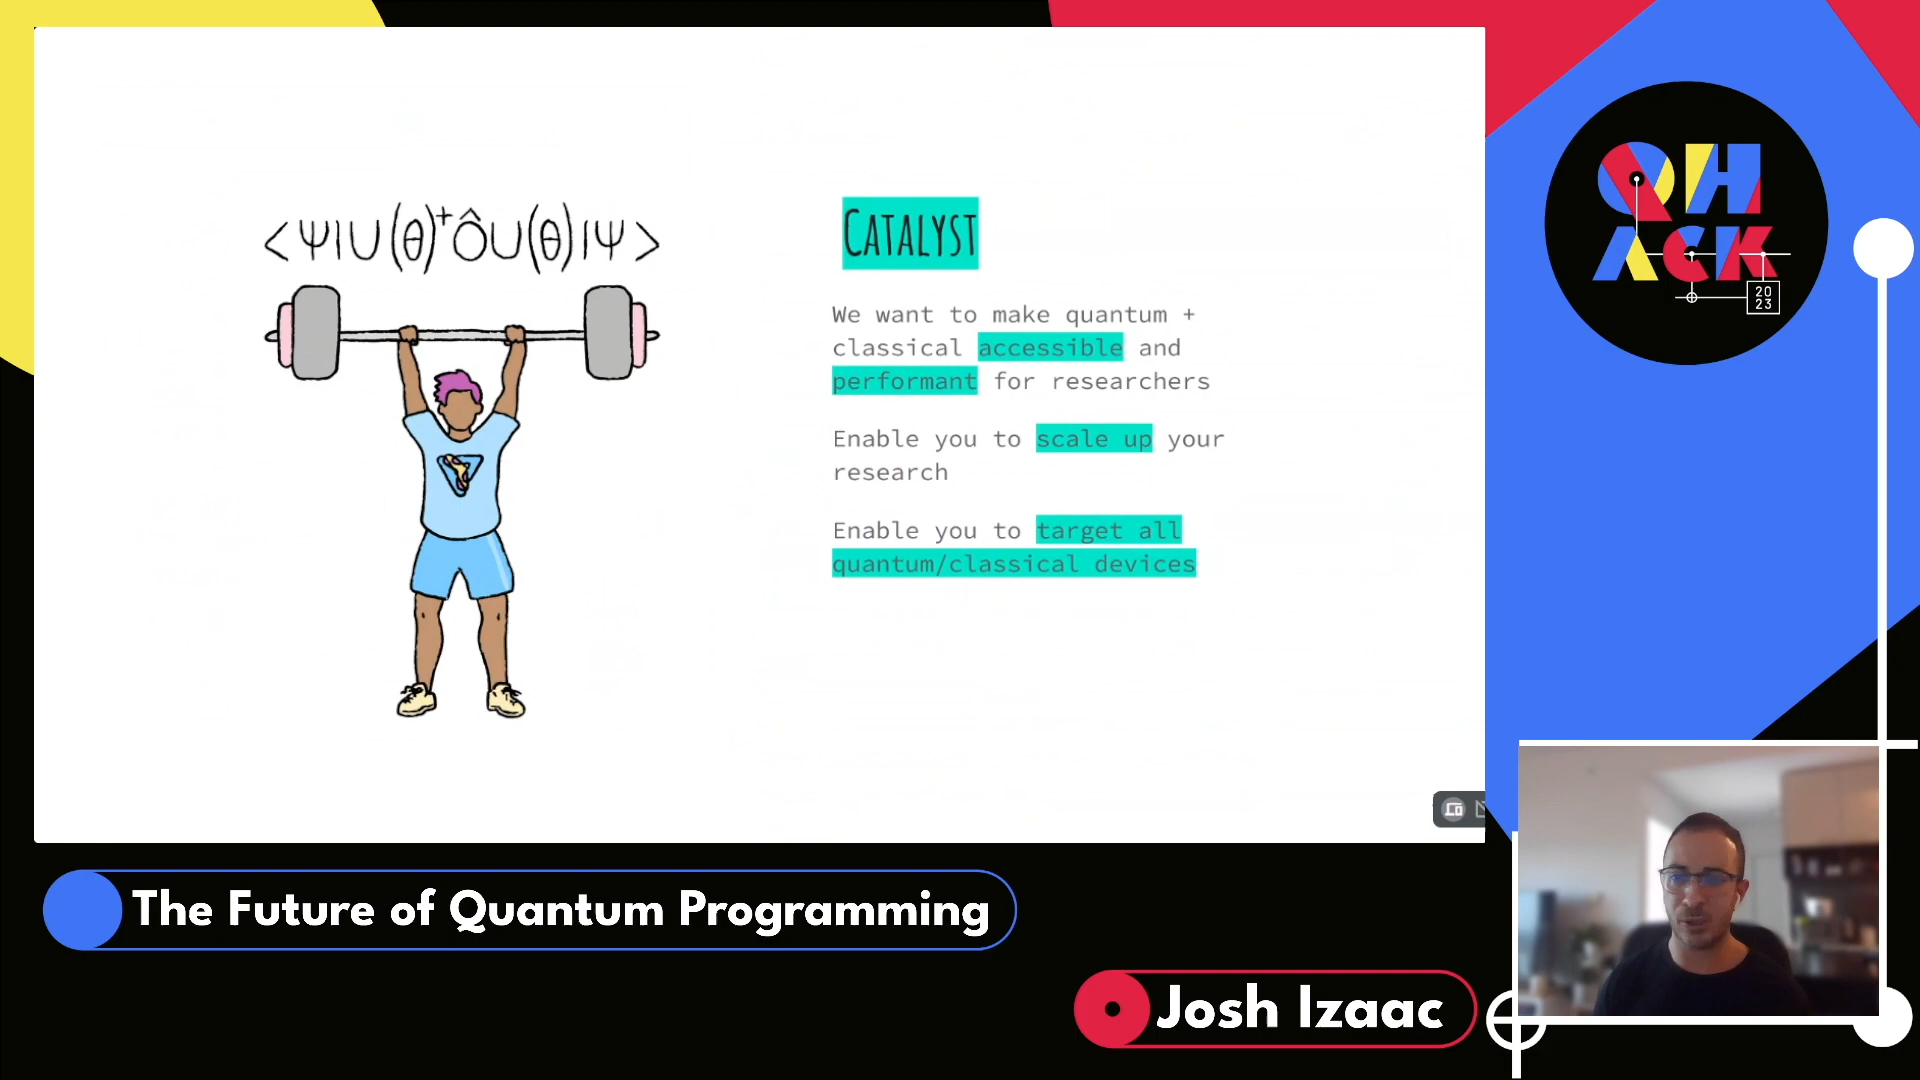 <Ψ|U(θ)⁺ÔU(θ)|Ψ>
CATALYST
We want to make quantum +
classical accessible and
performant for researchers
Enable you to scale up your
research
Enable you to target all
quantum/classical devices
QH
ACK
20
23
The Future of Quantum Programming
Josh Izaac